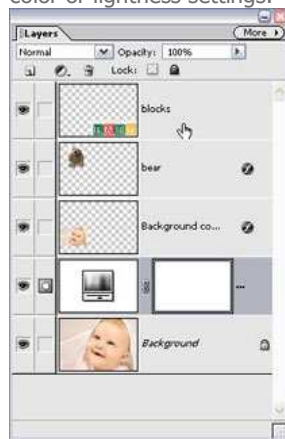 color or lightness settings.
Layers
More
Normal
Opacity: 100%
Lock:
blocks
bear
Background co...
...
Background